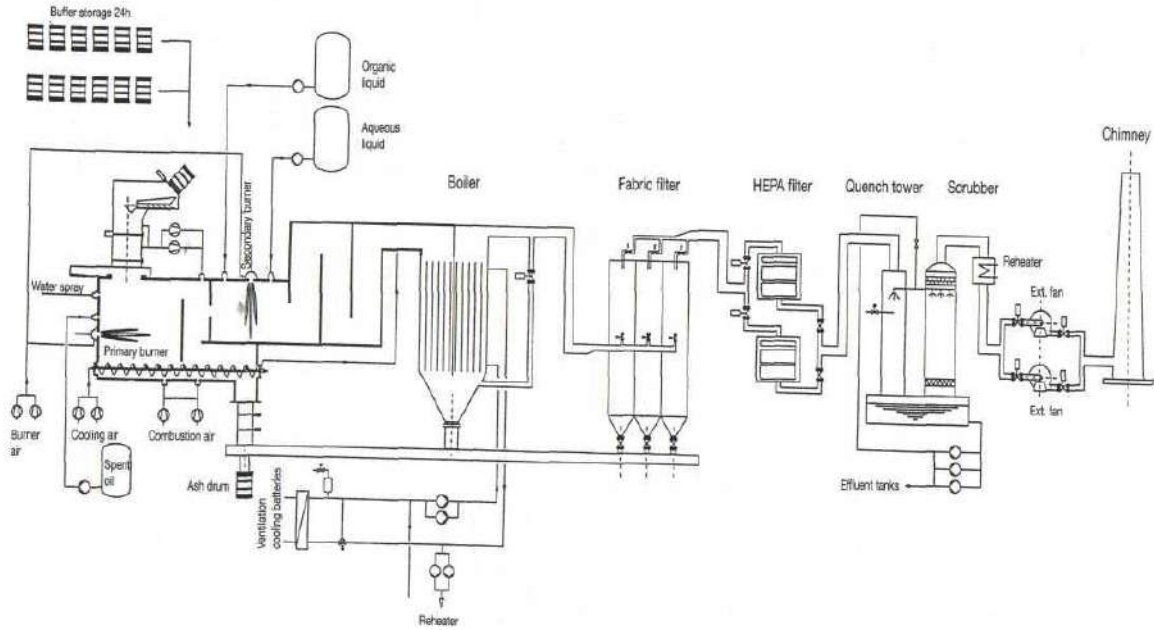 Buffer storage 24h
Organic
liquid
Aqueous
liquid
Chimney
Boiler
Fabric filter
HEPA filter
Quench tower
Scrubber
Secondary burner
Reheater
Water spray
Ext. fan
Primary burner
Burner
air
Cooling air
Combustion air
Ext. fan
Spent
oil
Ash drum
Effluent tanks
Ventilation
cooling batteries
Reheater